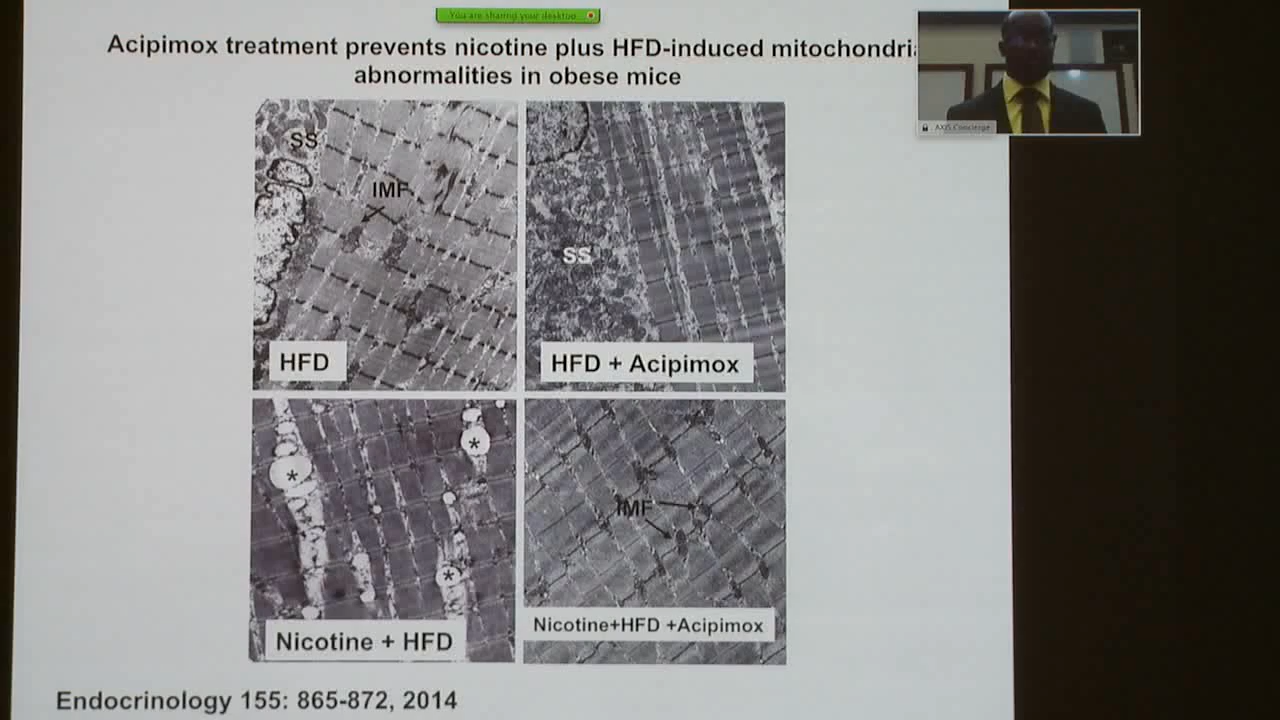 You are sharing your desktop
Acipimox treatment prevents nicotine plus HFD-induced mitochondria
abnormalities in obese mice
AXIS Concierge
SS
IMF
HFD
SS
HFD + Acipimox
*
*
*
Nicotine + HFD
IMF
Nicotine+HFD +Acipimox
Endocrinology 155: 865-872, 2014